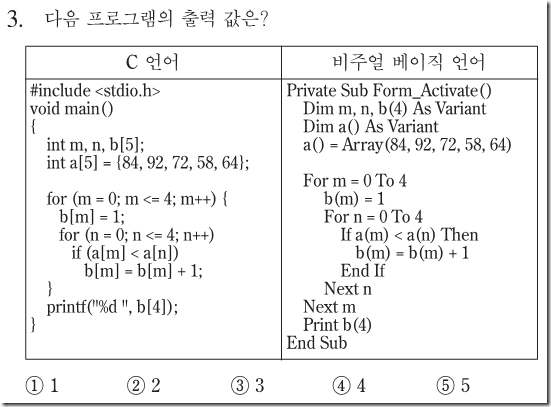 3. 다음 프로그램의 출력 값은?
C 언어
#include <stdio.h>
void main()
{
int m, n, b[5];
int a[5] = {84, 92, 72, 58, 64};
for (m = 0; m <= 4; m++) {
b[m] = 1;
for (n = 0; n <= 4; n++)
if (a[m] < a[n])
b[m] = b[m] + 1;
}
printf("%d ", b[4]);
}
비주얼 베이직 언어
Private Sub Form_Activate()
Dim m, n, b(4) As Variant
Dim a() As Variant
a() = Array(84, 92, 72, 58, 64)
For m = 0 To 4
b(m) = 1
For n = 0 To 4
If a(m) < a(n) Then
b(m) = b(m) + 1
End If
Next n
Next m
Print b(4)
End Sub
① 1 ② 2 ③ 3 ④ 4 ⑤ 5